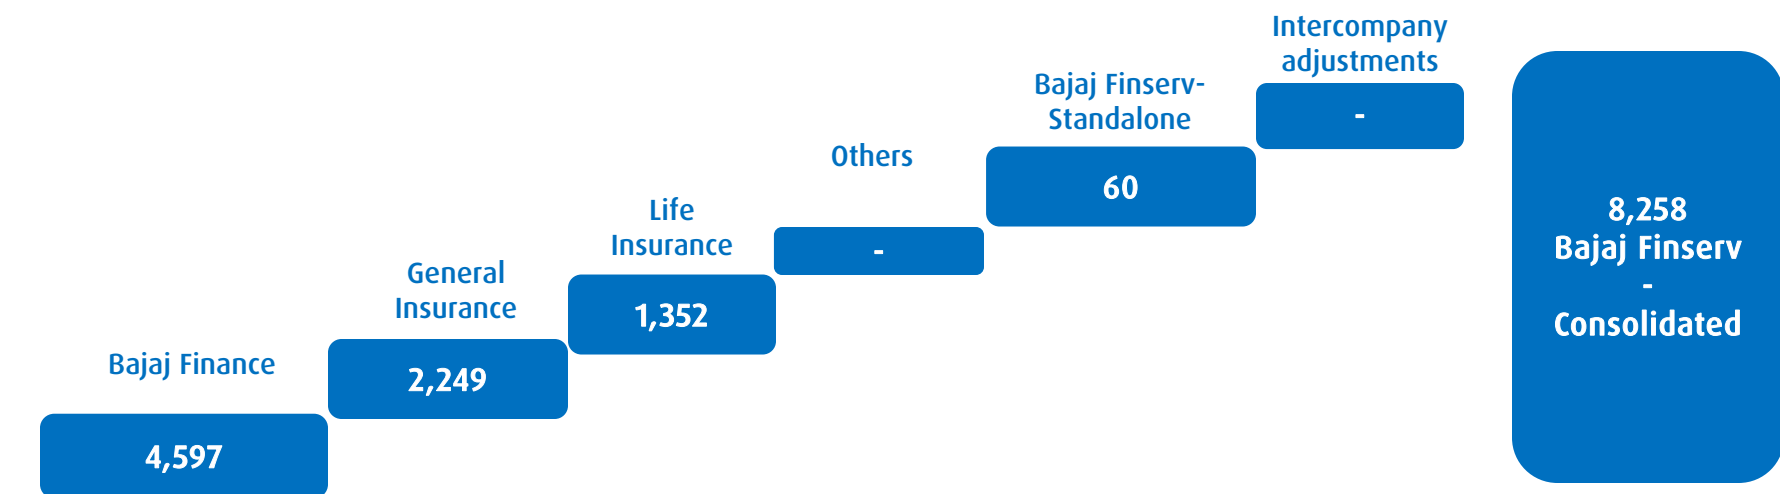 Bajaj Finance
4,597
General
Insurance
2,249
Life
Insurance
1,352
Others
-
Bajaj Finserv-
Standalone
60
Intercompany
adjustments
-
8,258
Bajaj Finserv
-
Consolidated